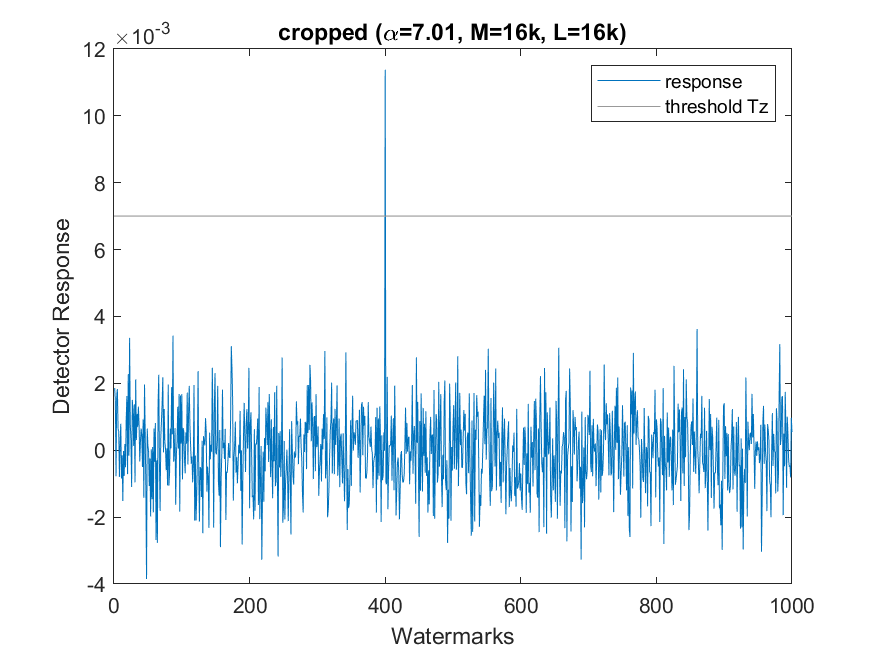 cropped (α=7.01, M=16k, L=16k)
×10-3
12
10
8
6
4
2
0
-2
-4
Detector Response
response
threshold Tz
0 200 400 600 800 1000
Watermarks